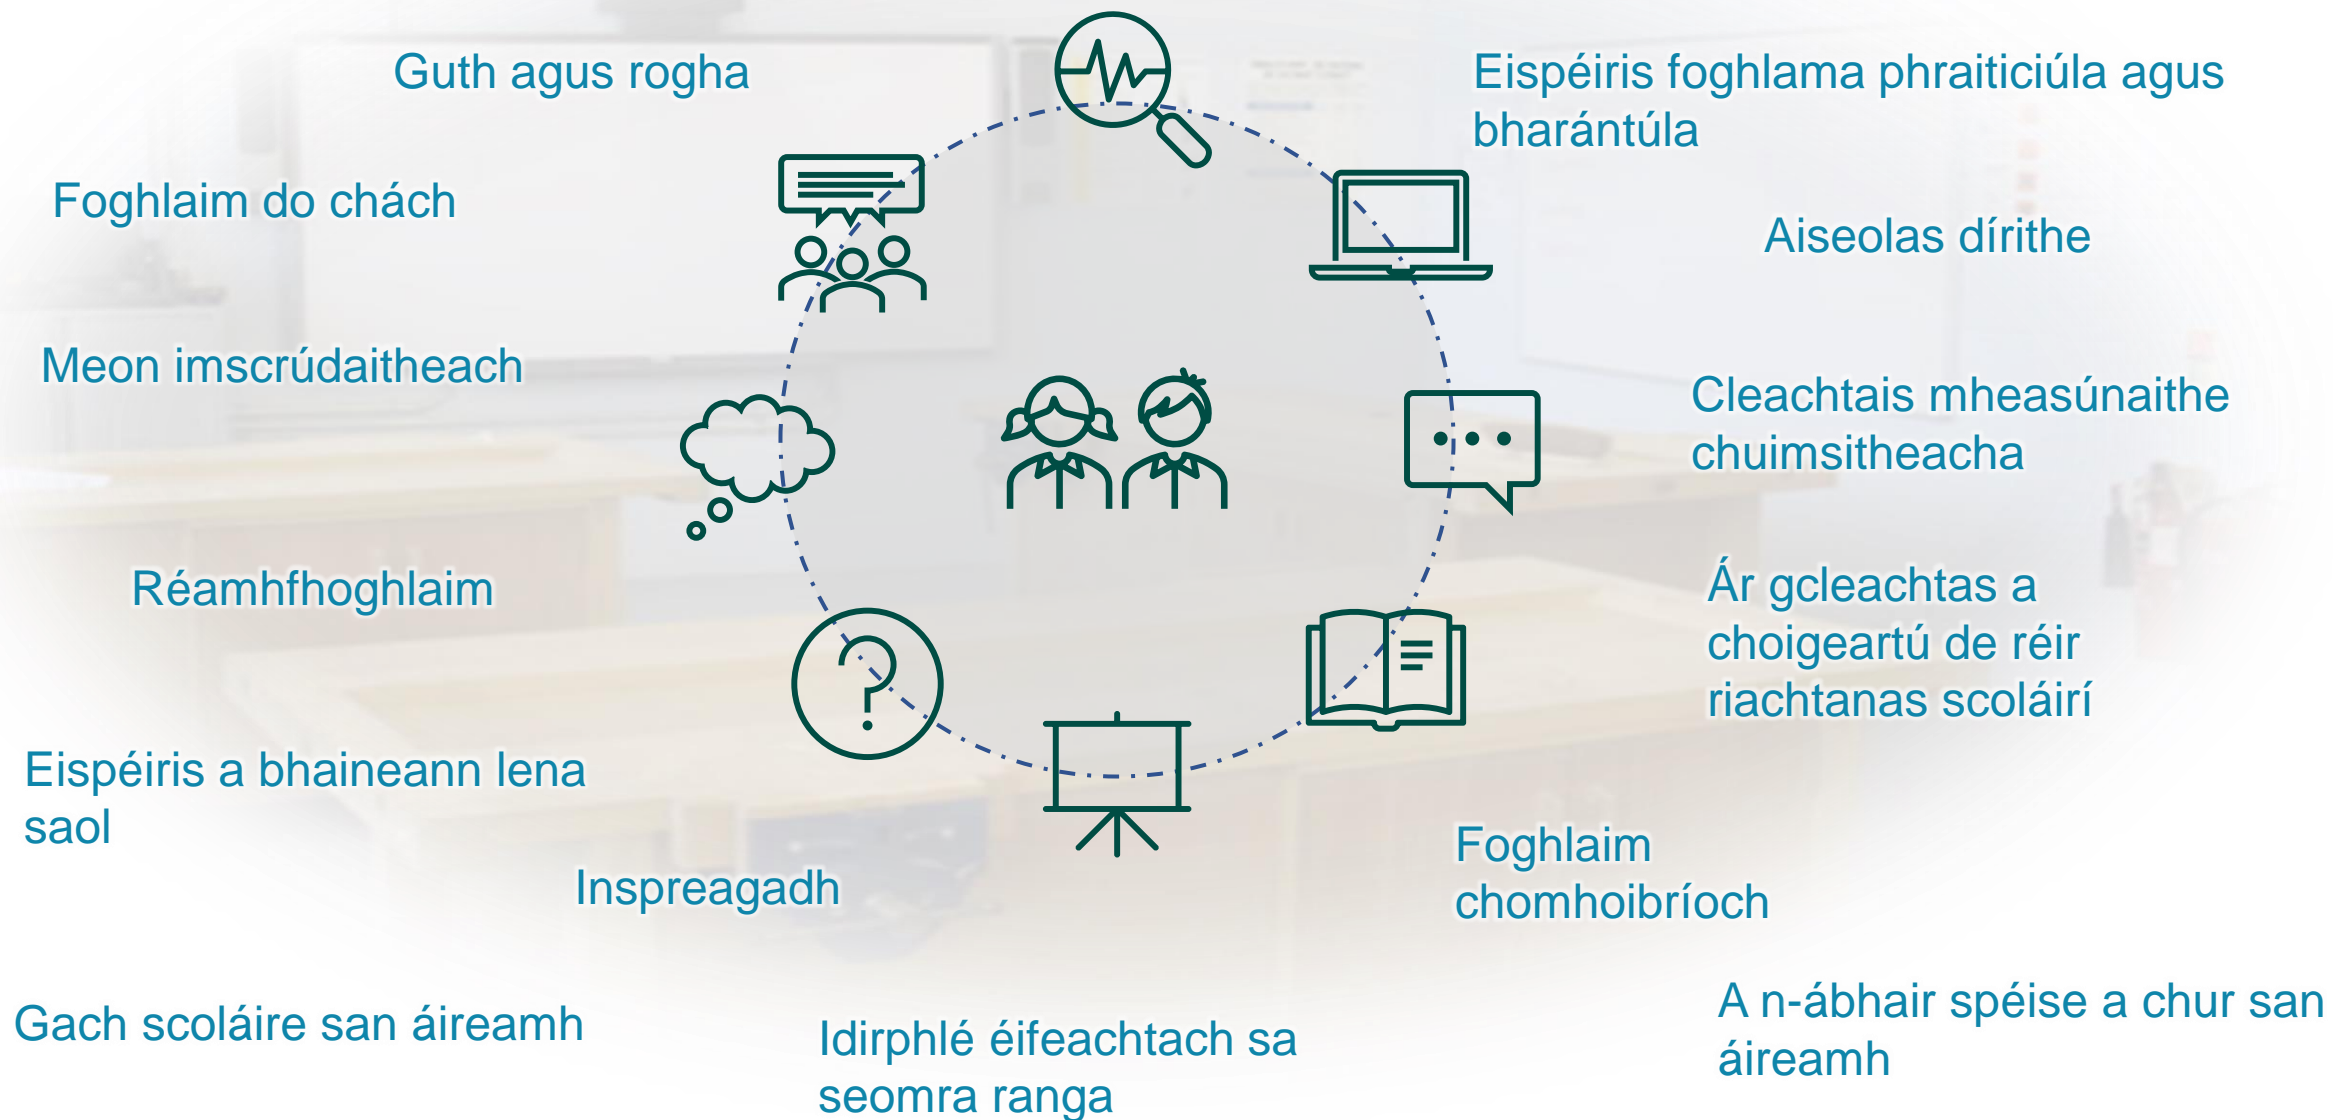 Guth agus rogha
Eispéiris foghlama phraiticiúla agus
bharántúla
Foghlaim do chách
Aiseolas dírithe
Meon imscrúdaitheach
Cleachtais mheasúnaithe
chuimsitheacha
Réamhfhoghlaim
Ár gcleachtas a
choigeartú de réir
riachtanas scoláirí
Eispéiris a bhaineann lena
saol
Inspreagadh
Foghlaim
chomhoibríoch
Gach scoláire san áireamh
Idirphlé éifeachtach sa
seomra ranga
A n-ábhair spéise a chur san
áireamh